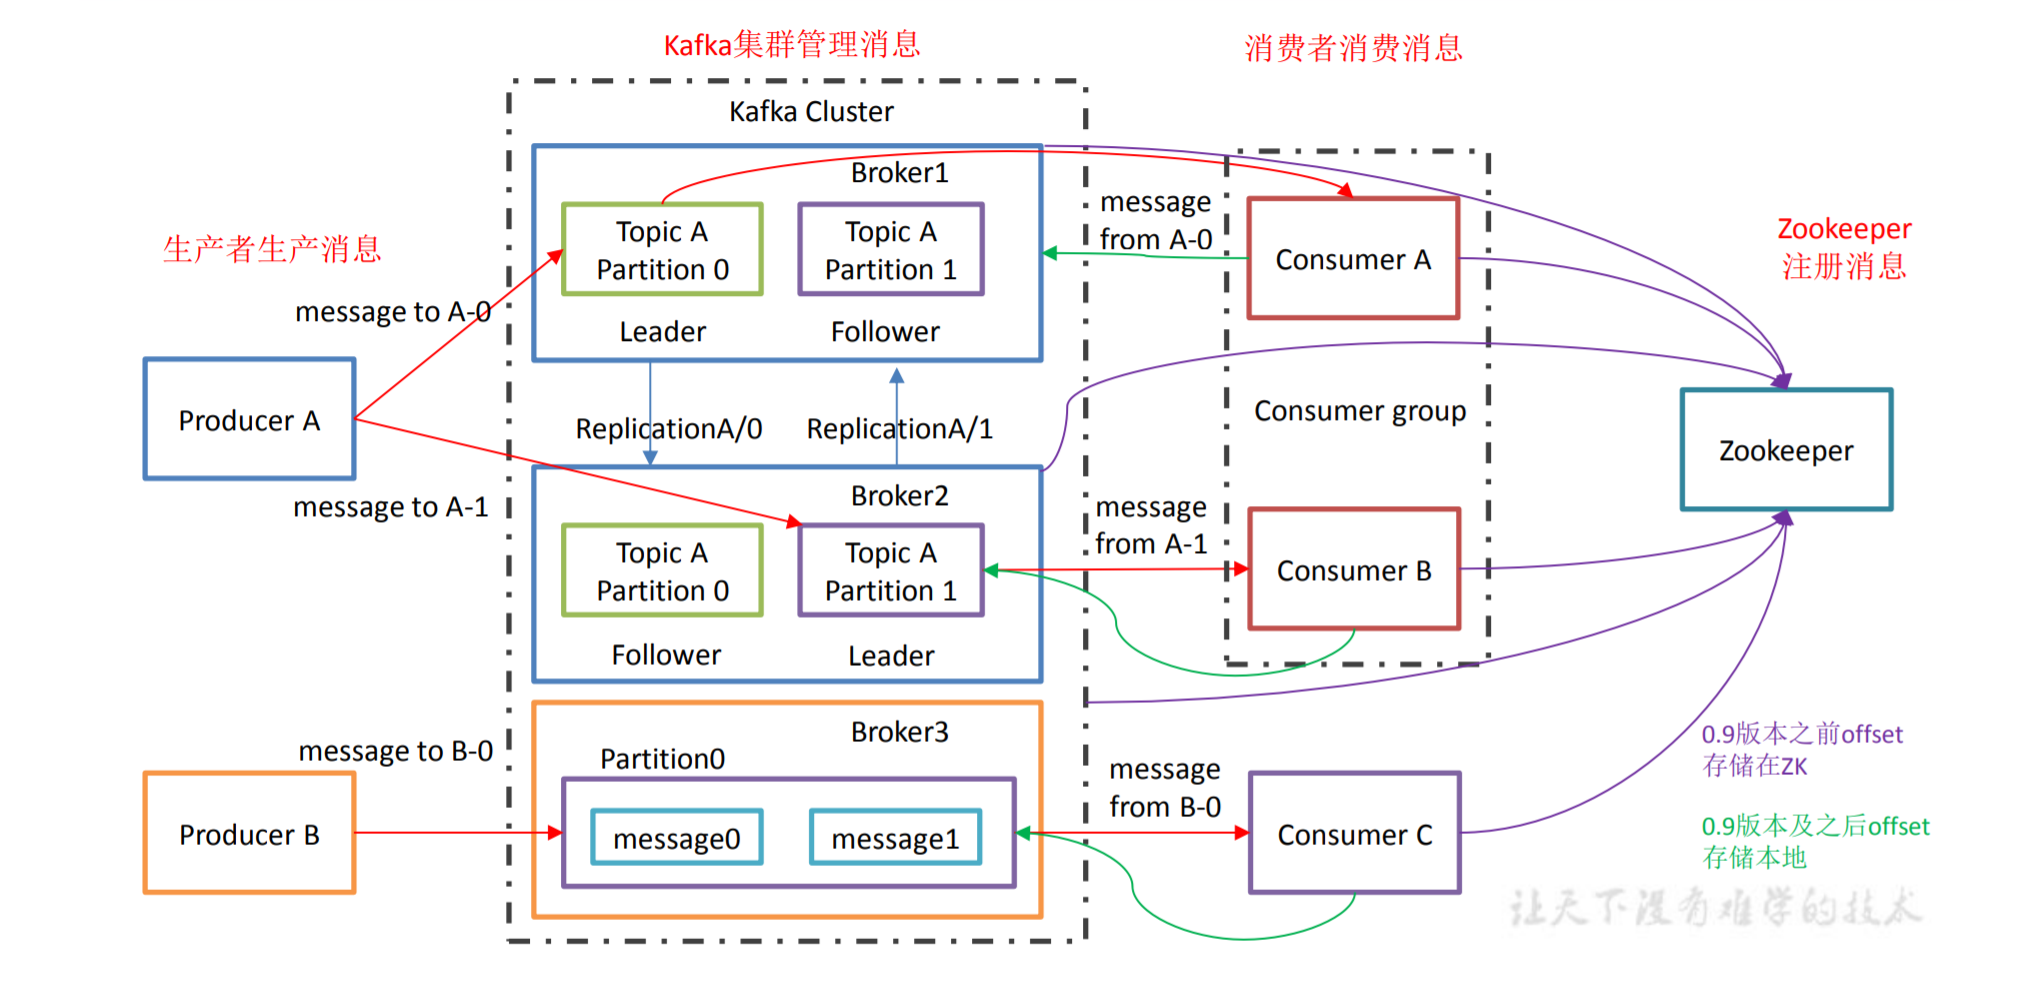 Kafka集群管理消息
消费者消费消息
Kafka Cluster
Broker1
Topic A
Partition 0
Topic A
Partition 1
Leader
Follower
生产者生产消息
message to A-0
message
from A-0
Consumer A
Zookeeper
注册消息
Producer A
ReplicationA/0
ReplicationA/1
Consumer group
Zookeeper
message to A-1
Broker2
Topic A
Partition 0
Topic A
Partition 1
Follower
Leader
message
from A-1
Consumer B
message to B-0
Broker3
Partition0
message0
message1
Producer B
message
from B-0
Consumer C
0.9版本之前offset
存储在ZK
0.9版本及之后offset
存储本地
让天下没有难学的技术